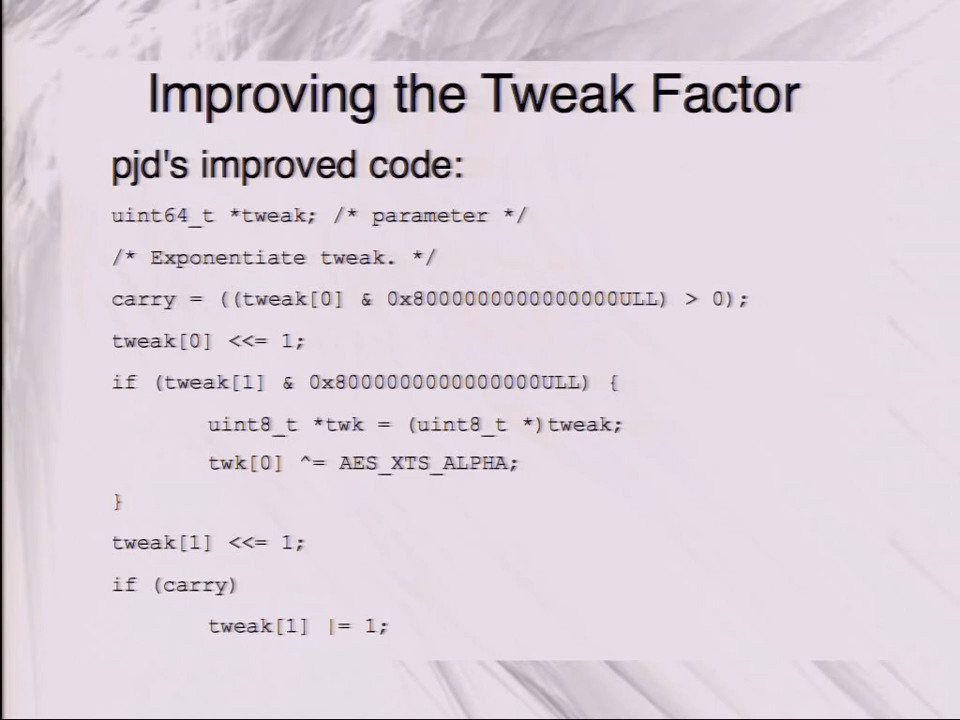 Improving the Tweak Factor
pjd's improved code:
uint64_t *tweak; /* parameter */
/* Exponentiate tweak. */
carry = ((tweak[0] & 0x8000000000000000ULL) > 0);
tweak[0] <<= 1;
if (tweak[1] & 0x8000000000000000ULL) {
uint8_t *twk = (uint8_t *)tweak;
twk[0] ^= AES_XTS_ALPHA;
}
tweak[1] <<= 1;
if (carry)
tweak[1] |= 1;